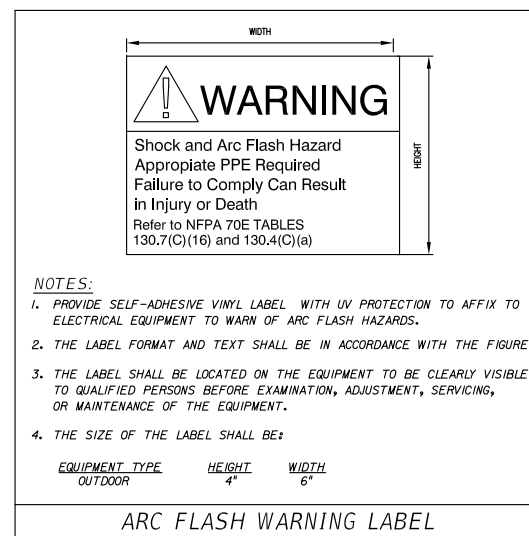 WIDTH
WARNING
HEIGHT
Shock and Arc Flash Hazard
Appropiate PPE Required
Failure to Comply Can Result
in Injury or Death
Refer to NFPA 70E TABLES
130.7(C)(16) and 130.4(C)(a)
NOTES:
1. PROVIDE SELF-ADHESIVE VINYL LABEL WITH UV PROTECTION TO AFFIX TO
ELECTRICAL EQUIPMENT TO WARN OF ARC FLASH HAZARDS.
2. THE LABEL FORMAT AND TEXT SHALL BE IN ACCORDANCE WITH THE FIGURE
3. THE LABEL SHALL BE LOCATED ON THE EQUIPMENT TO BE CLEARLY VISIBLE
TO QUALIFIED PERSONS BEFORE EXAMINATION, ADJUSTMENT, SERVICING,
OR MAINTENANCE OF THE EQUIPMENT.
4. THE SIZE OF THE LABEL SHALL BE:
EQUIPMENT TYPE HEIGHT WIDTH
OUTDOOR 4" 6"
ARC FLASH WARNING LABEL